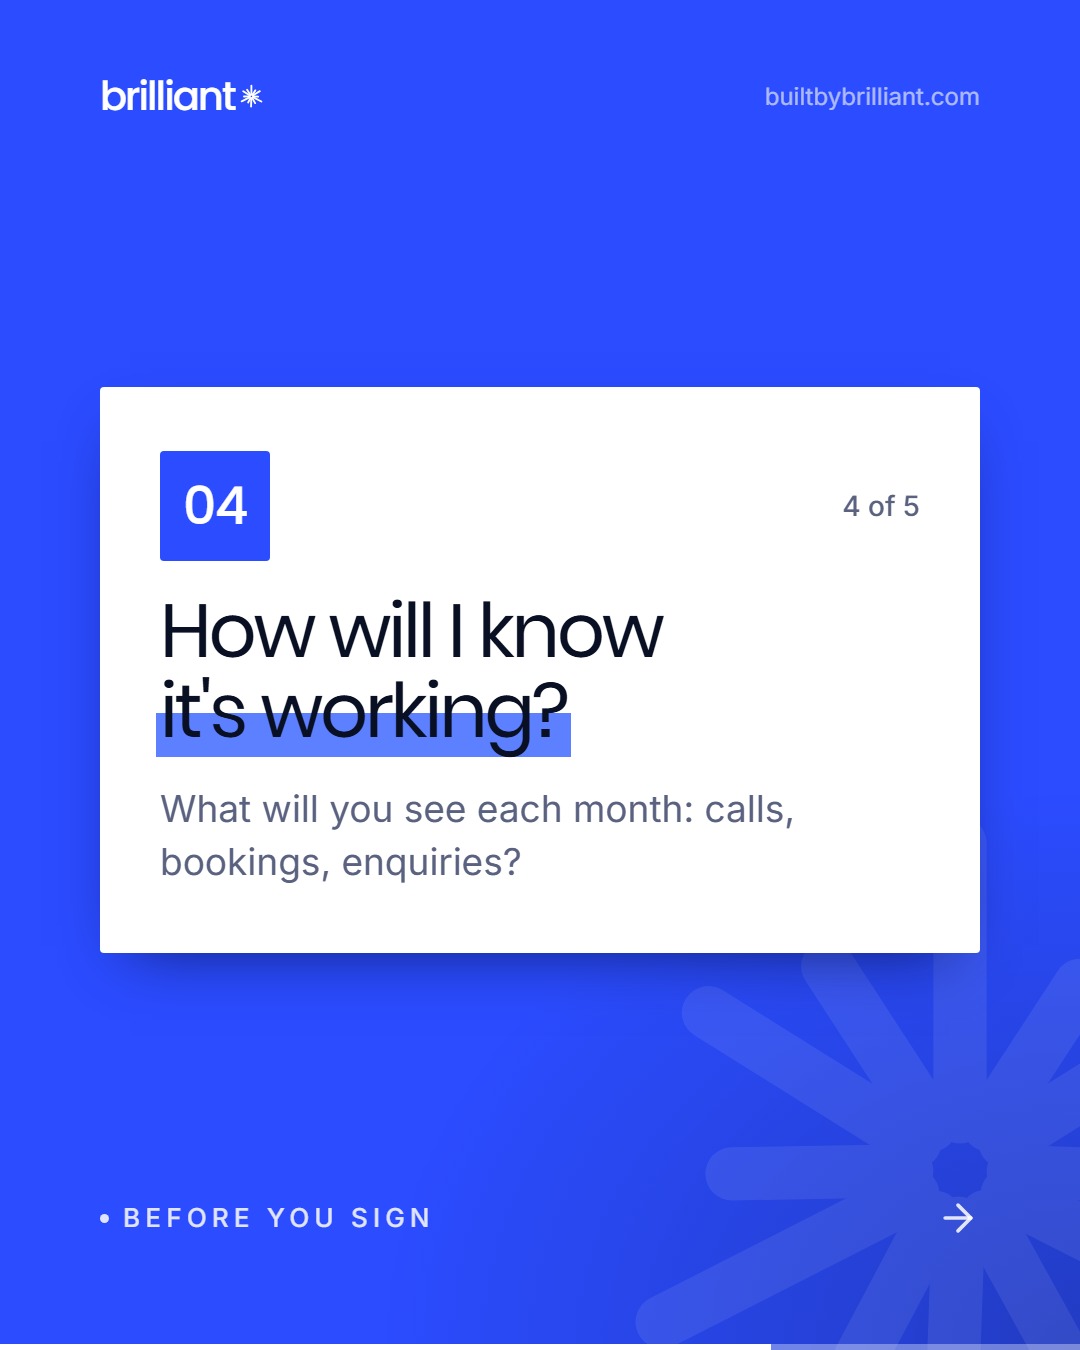 brilliant
builtbybrilliant.com
04
4 of 5
How will I know
it's working?
What will you see each month: calls,
bookings, enquiries?
• BEFORE YOU SIGN